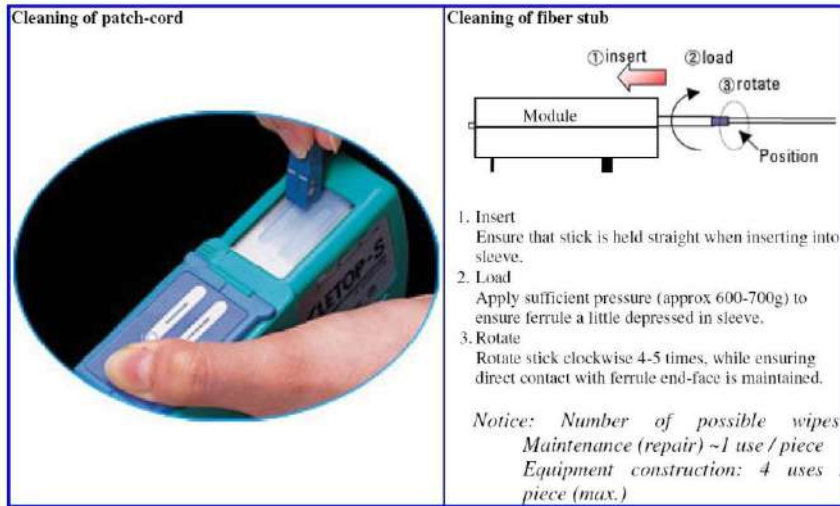 Cleaning of patch-cord
LETOP-S
Cleaning of fiber stub
①insert
②load
③rotate
Module
Position
1. Insert
Ensure that stick is held straight when inserting into
sleeve.
2. Load
Apply sufficient pressure (approx 600-700g) to
ensure ferrule a little depressed in sleeve.
3. Rotate
Rotate stick clockwise 4-5 times, while ensuring
direct contact with ferrule end-face is maintained.
Notice: Number of possible wipes
Maintenance (repair) ~1 use / piece
Equipment construction: 4 uses
piece (max.)